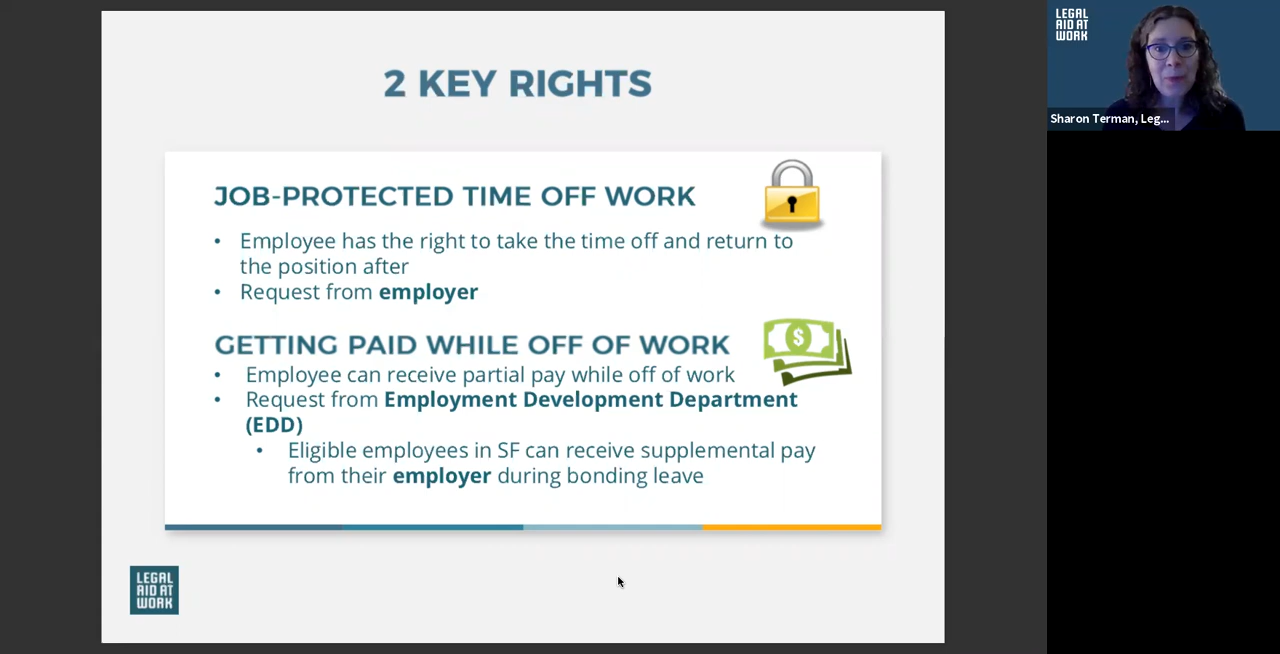 2 KEY RIGHTS
JOB-PROTECTED TIME OFF WORK
• Employee has the right to take the time off and return to
the position after
• Request from employer
GETTING PAID WHILE OFF OF WORK
$
• Employee can receive partial pay while off of work
• Request from Employment Development Department
(EDD)
• Eligible employees in SF can receive supplemental pay
from their employer during bonding leave
LEGAL
AID AT
WORK
LEGAL
AID AT
WORK
Sharon Terman, Leg...